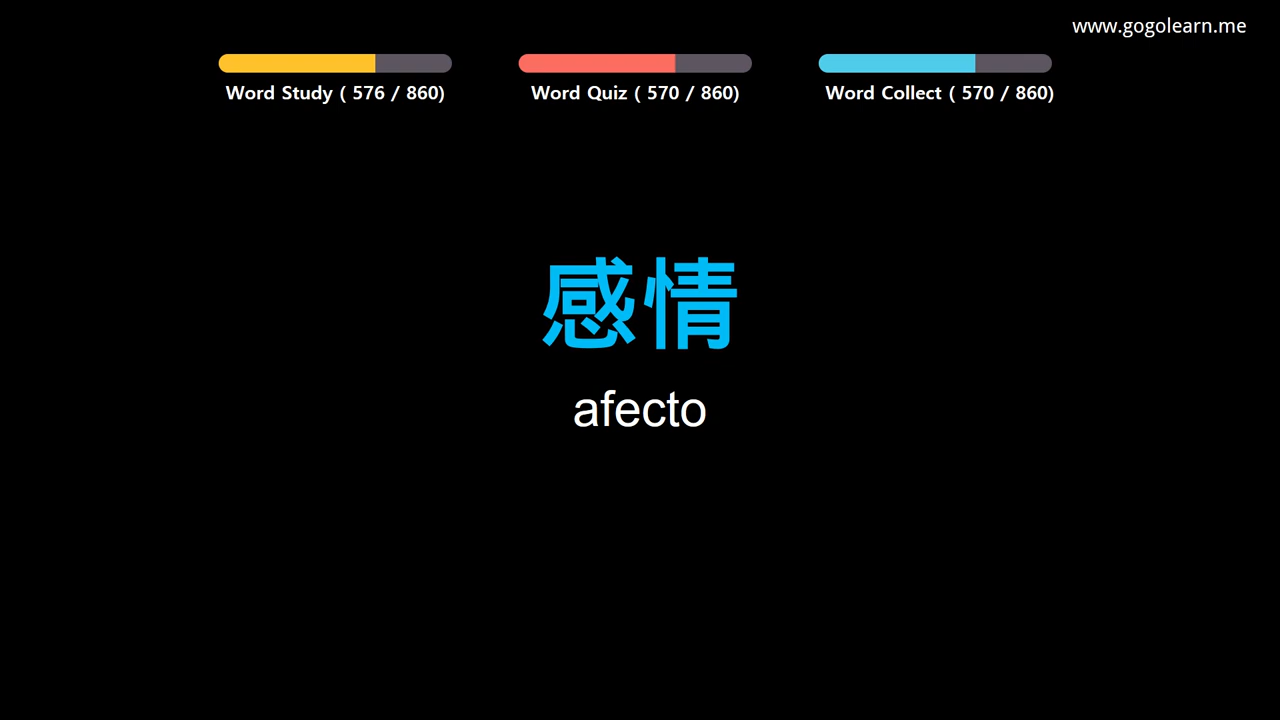 www.gogolearn.me
Word Study ( 576 / 860)
Word Quiz ( 570 / 860)
Word Collect ( 570 / 860)
感情
afecto